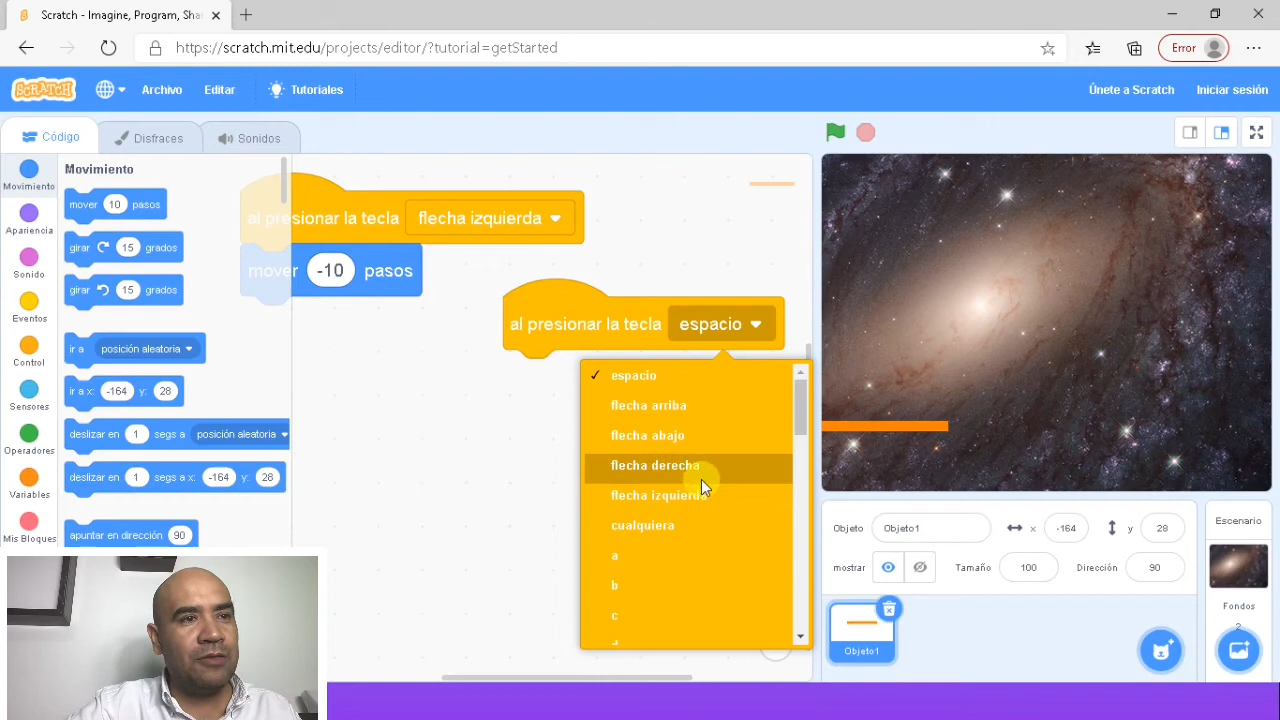 Scratch - Imagine, Program, Sha
https://scratch.mit.edu/projects/editor/?tutorial=getStarted
Error
SCRATCH
Archivo
Editar
Tutoriales
Únete a Scratch
Iniciar sesión
Código
Disfraces
Sonidos
Movimiento
Apariencia
Sonido
Eventos
Control
Sensores
Operadores
Variables
Mis Bloques
Movimiento
mover 10 pasos
girar 15 grados
girar 15 grados
ir a posición aleatoria
ir a x: -164 y: 28
deslizar en 1 segs a posición aleatoria
deslizar en 1 segs a x: -164 y: 28
apuntar en dirección 90
al presionar la tecla flecha izquierda
mover -10 pasos
al presionar la tecla espacio
✓ espacio
flecha arriba
flecha abajo
flecha derecha
flecha izquierda
cualquiera
a
b
c
Objeto Objeto1 x -164 y 28
mostrar Tamaño 100 Dirección 90
Objeto1
Escenario
Fondos
2